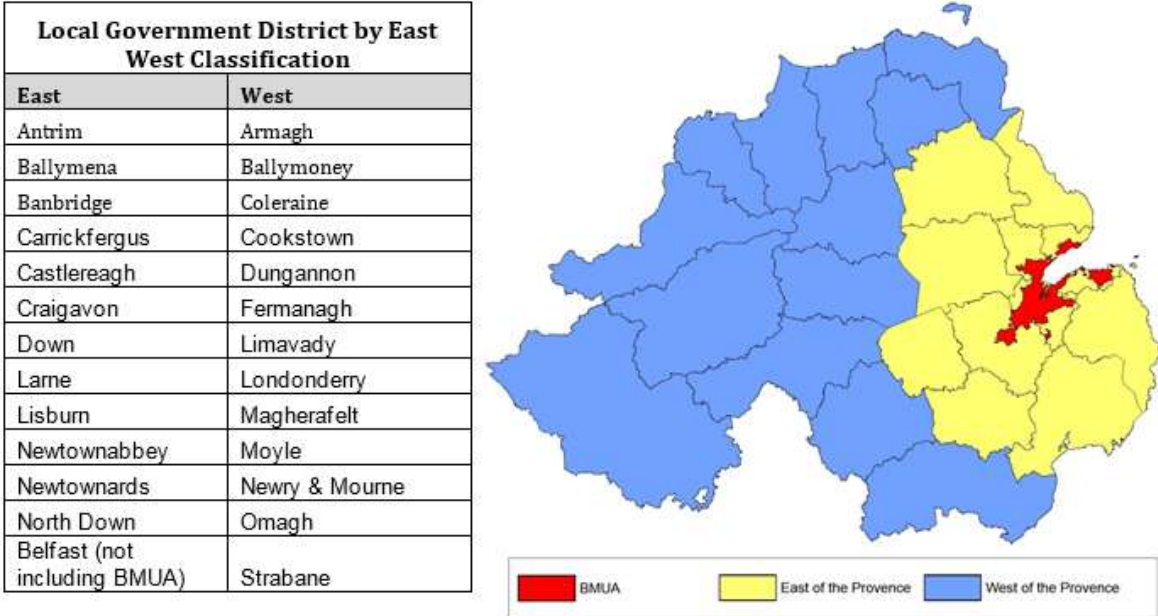 Local Government District by East
West Classification
East West
Antrim Armagh
Ballymena Ballymoney
Banbridge Coleraine
Carrickfergus Cookstown
Castlereagh Dungannon
Craigavon Fermanagh
Down Limavady
Larne Londonderry
Lisburn Magherafelt
Newtownabbey Moyle
Newtownards Newry & Mourne
North Down Omagh
Belfast (not
including BMUA) Strabane
BMUA East of the Provence West of the Provence